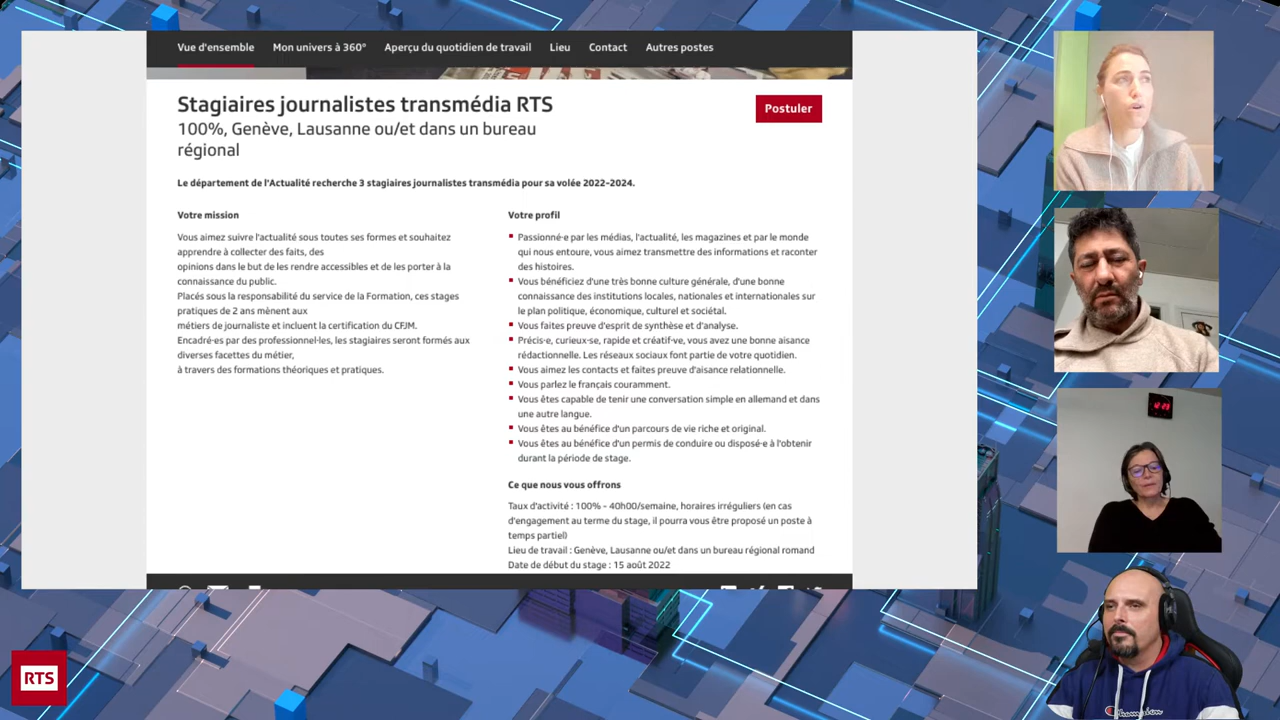 Vue d'ensemble Mon univers à 360° Aperçu du quotidien de travail Lieu Contact Autres postes
Stagiaires journalistes transmédia RTS
Postuler
100%, Genève, Lausanne ou/et dans un bureau
régional
Le département de l'Actualité recherche 3 stagiaires journalistes transmédia pour sa volée 2022-2024.
Votre mission
Vous aimez suivre l'actualité sous toutes ses formes et souhaitez
apprendre à collecter des faits, des
opinions dans le but de les rendre accessibles et de les porter à la
connaissance du public.
Placés sous la responsabilité du service de la Formation, ces stages
pratiques de 2 ans mènent aux
métiers de journaliste et incluent la certification du CFJM.
Encadré·es par des professionnel·les, les stagiaires seront formés aux
diverses facettes du métier,
à travers des formations théoriques et pratiques.
Votre profil
Passionné·e par les médias, l'actualité, les magazines et par le monde
qui nous entoure, vous aimez transmettre des informations et raconter
des histoires.
Vous bénéficiez d'une très bonne culture générale, d'une bonne
connaissance des institutions locales, nationales et internationales sur
le plan politique, économique, culturel et sociétal.
Vous faites preuve d'esprit de synthèse et d'analyse.
Précis·e, curieux·se, rapide et créatif·ve, vous avez une bonne aisance
rédactionnelle. Les réseaux sociaux font partie de votre quotidien.
Vous aimez les contacts et faites preuve d'aisance relationnelle.
Vous parlez le français couramment.
Vous êtes capable de tenir une conversation simple en allemand et dans
une autre langue.
Vous êtes au bénéfice d'un parcours de vie riche et original.
Vous êtes au bénéfice d'un permis de conduire ou disposé·e à l'obtenir
durant la période de stage.
Ce que nous vous offrons
Taux d'activité : 100% - 40h00/semaine, horaires irréguliers (en cas
d'engagement au terme du stage, il pourra vous être proposé un poste à
temps partiel)
Lieu de travail : Genève, Lausanne ou/et dans un bureau régional romand
Date de début du stage : 15 août 2022
RTS
Champion